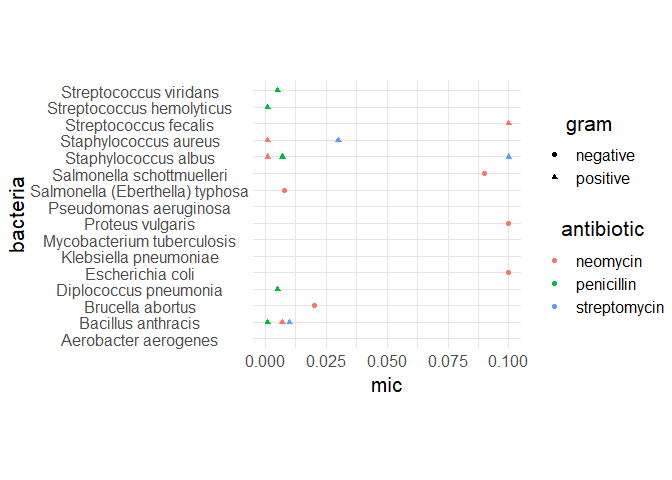 Streptococcus viridans
Streptococcus hemolyticus
Streptococcus fecalis
Staphylococcus aureus
Staphylococcus albus
Salmonella schottmuelleri
Salmonella (Eberthella) typhosa
Pseudomonas aeruginosa
Proteus vulgaris
Mycobacterium tuberculosis
Klebsiella pneumoniae
Escherichia coli
Diplococcus pneumonia
Brucella abortus
Bacillus anthracis
Aerobacter aerogenes
bacteria
0.000 0.025 0.050 0.075 0.100
mic
gram
negative
positive
antibiotic
neomycin
penicillin
streptomycin